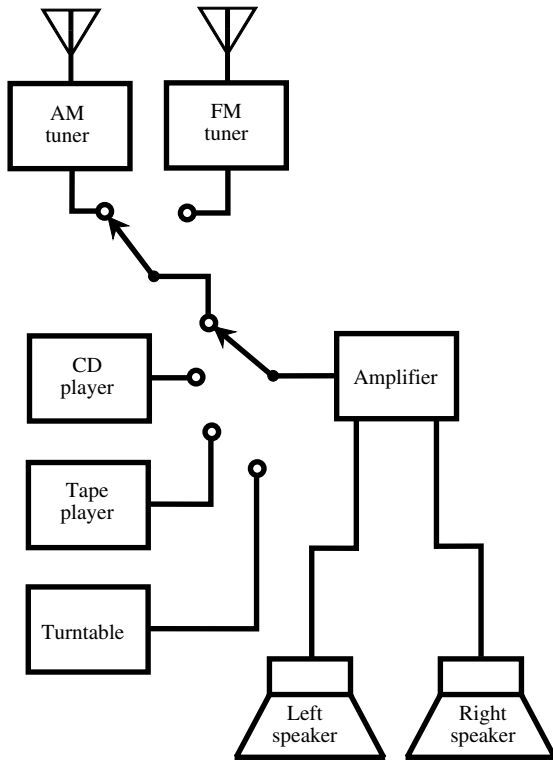 AM
tuner
FM
tuner
CD
player
Amplifier
Tape
player
Turntable
Left
speaker
Right
speaker